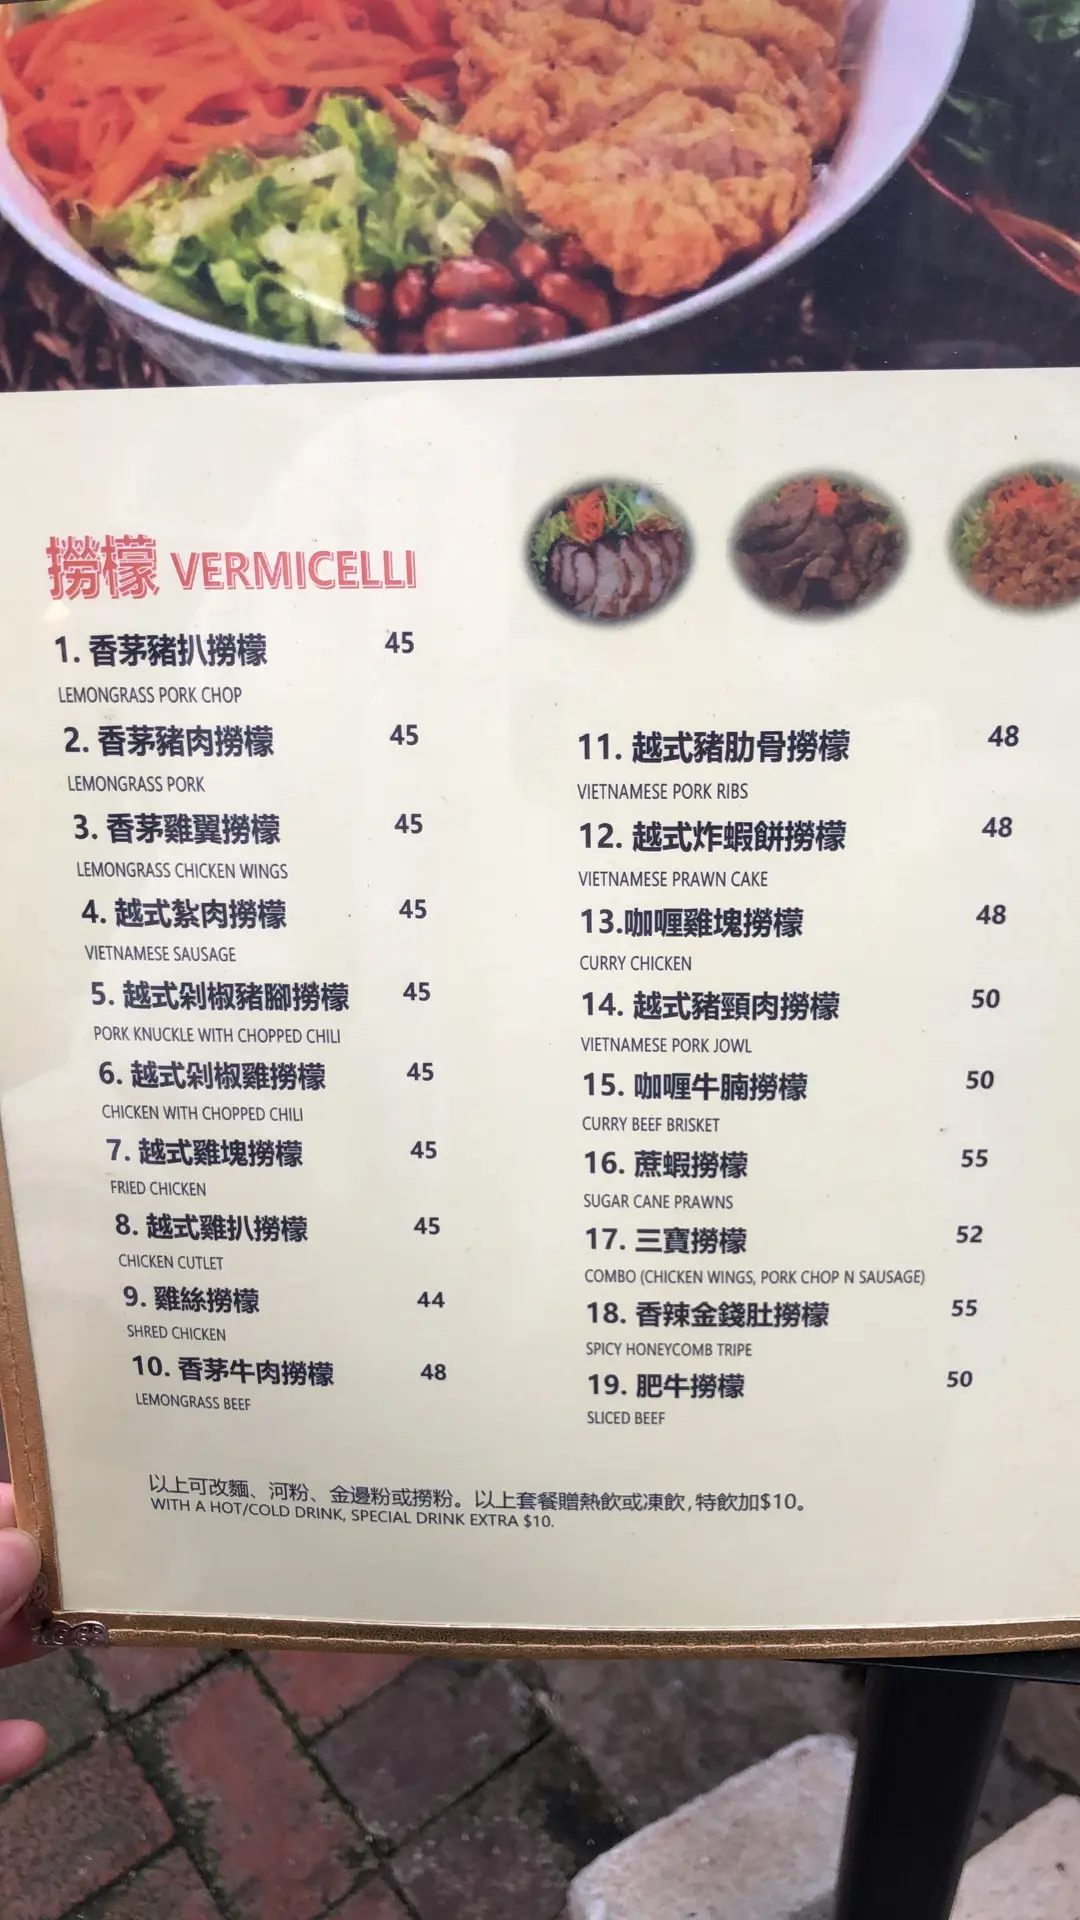 撈檬 VERMICELLI
1. 香茅豬扒撈檬 45
LEMONGRASS PORK CHOP
2. 香茅豬肉撈檬 45
LEMONGRASS PORK
3. 香茅雞翼撈檬 45
LEMONGRASS CHICKEN WINGS
4. 越式紮肉撈檬 45
VIETNAMESE SAUSAGE
5. 越式剁椒豬腳撈檬 45
PORK KNUCKLE WITH CHOPPED CHILI
6. 越式剁椒雞撈檬 45
CHICKEN WITH CHOPPED CHILI
7. 越式雞塊撈檬 45
FRIED CHICKEN
8. 越式雞扒撈檬 45
CHICKEN CUTLET
9. 雞絲撈檬 44
SHRED CHICKEN
10. 香茅牛肉撈檬 48
LEMONGRASS BEEF
11. 越式豬肋骨撈檬 48
VIETNAMESE PORK RIBS
12. 越式炸蝦餅撈檬 48
VIETNAMESE PRAWN CAKE
13.咖喱雞塊撈檬 48
CURRY CHICKEN
14. 越式豬頸肉撈檬 50
VIETNAMESE PORK JOWL
15. 咖喱牛腩撈檬 50
CURRY BEEF BRISKET
16. 蔗蝦撈檬 55
SUGAR CANE PRAWNS
17. 三寶撈檬 52
COMBO (CHICKEN WINGS, PORK CHOP N SAUSAGE)
18. 香辣金錢肚撈檬 55
SPICY HONEYCOMB TRIPE
19. 肥牛撈檬 50
SLICED BEEF
以上可改麵、河粉、金邊粉或撈粉。以上套餐贈熱飲或凍飲,特飲加$10。
WITH A HOT/COLD DRINK, SPECIAL DRINK EXTRA $10.